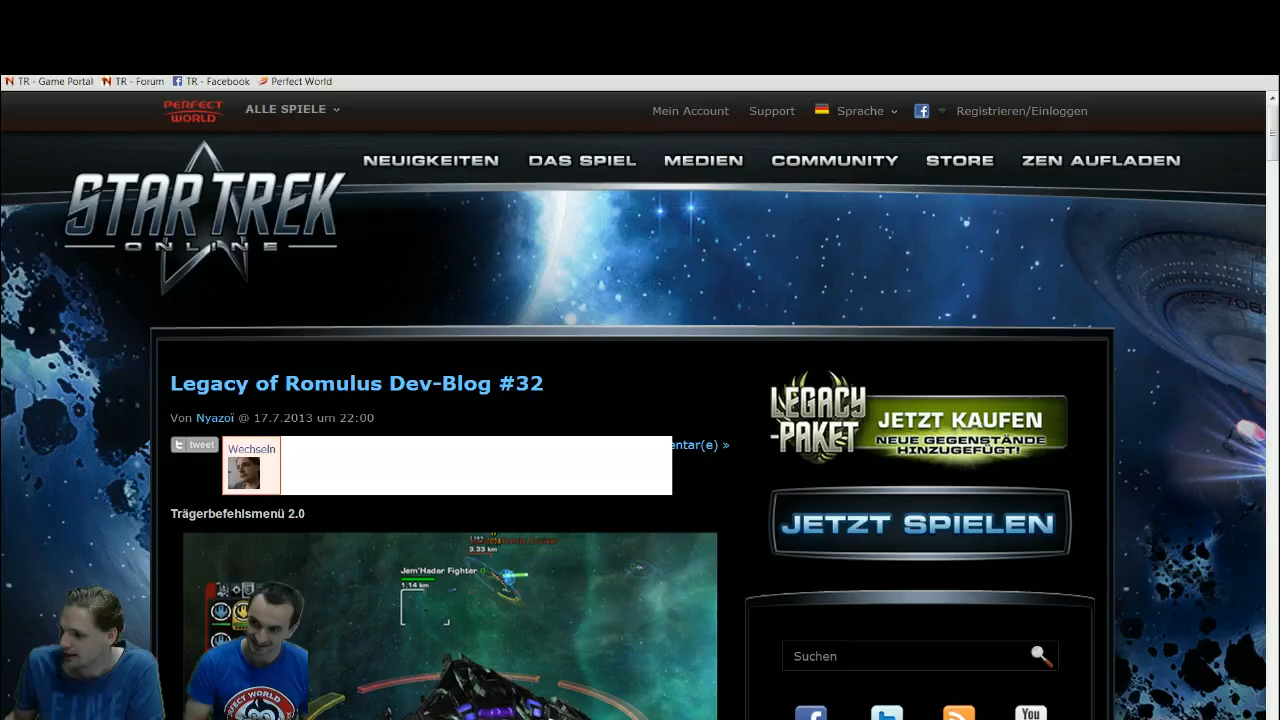 TR - Game Portal TR - Forum TR - Facebook Perfect World
PERFECT WORLD ALLE SPIELE Mein Account Support Sprache Registrieren/Einloggen
NEUIGKEITEN DAS SPIEL MEDIEN COMMUNITY STORE ZEN AUFLADEN
STAR TREK
ONLINE
Legacy of Romulus Dev-Blog #32
Von Nyazoï @ 17.7.2013 um 22:00
tweet Wechseln entar(e) »
Trägerbefehlsmenü 2.0
3.33 km
Jem'Hadar Fighter
1.14 km
PERFECT WORLD
LEGACY
-PAKET
JETZT KAUFEN
NEUE GEGENSTÄNDE
HINZUGEFÜGT!
JETZT SPIELEN
Suchen
You